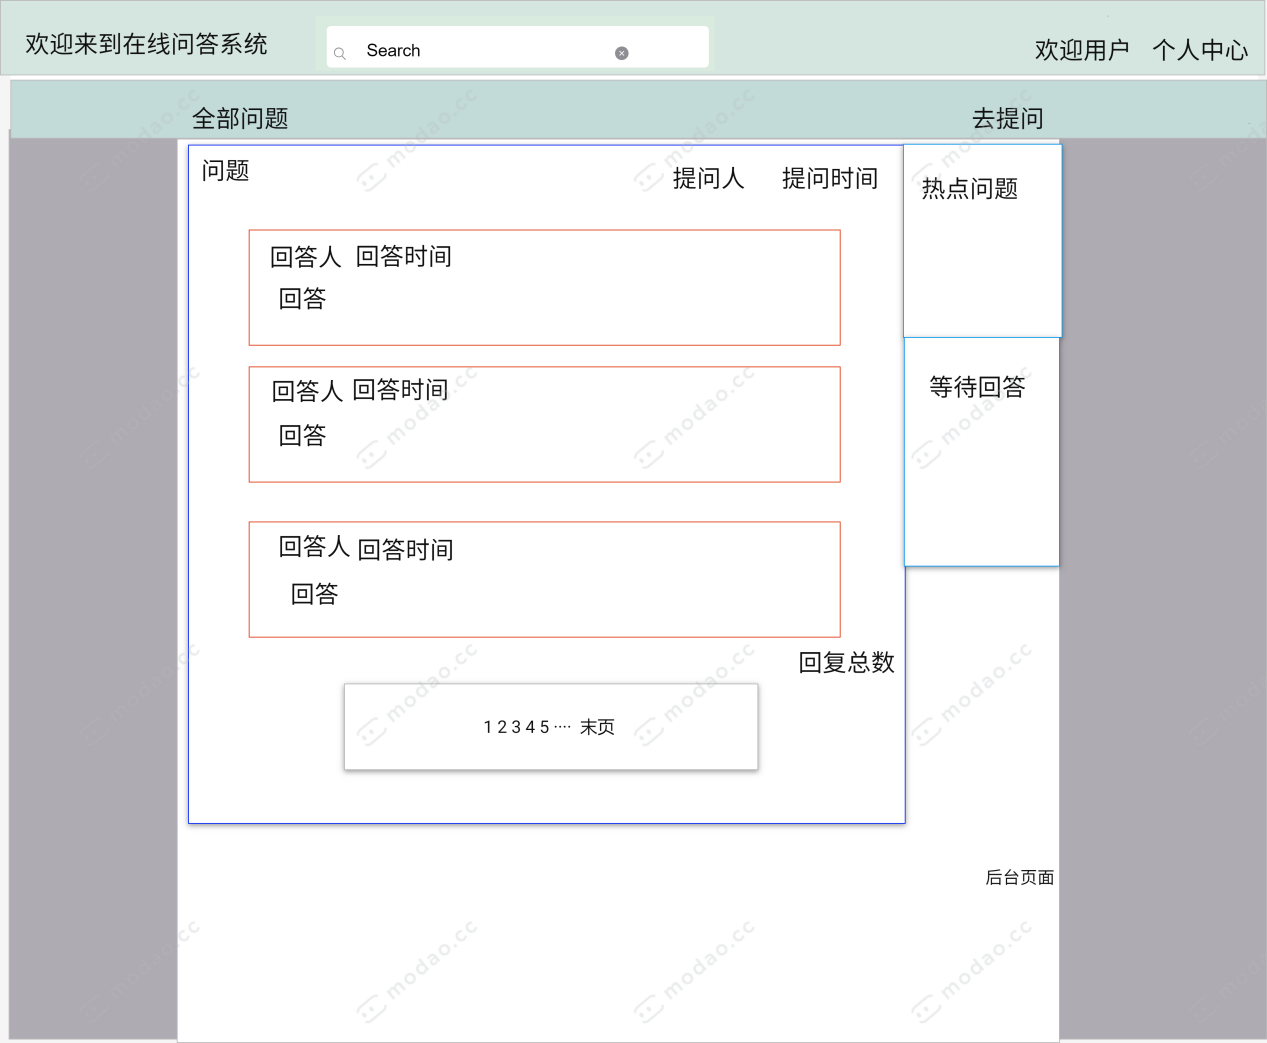 欢迎来到在线问答系统
Search
欢迎用户 个人中心
全部问题
去提问
问题
提问人 提问时间
热点问题
回答人 回答时间
回答
回答人 回答时间
回答
等待回答
回答人 回答时间
回答
回复总数
1 2 3 4 5 ···· 末页
后台页面
modao.cc